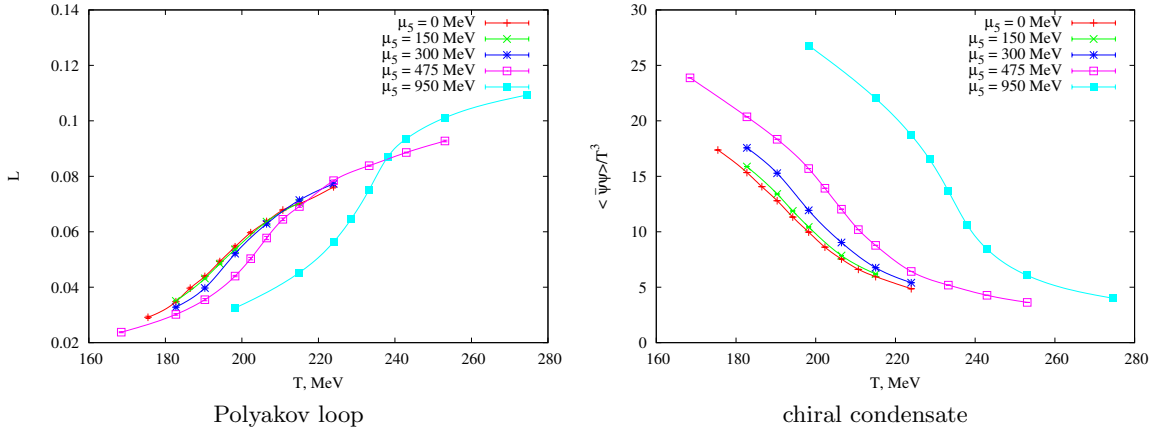 0.14
0.12
0.1
0.08
0.06
0.04
0.02
L
160
180
200
220
240
260
280
T, MeV
μ5 = 0 MeV
μ5 = 150 MeV
μ5 = 300 MeV
μ5 = 475 MeV
μ5 = 950 MeV
Polyakov loop
30
25
20
15
10
5
0
< ψ̄ψ>/T³
160
180
200
220
240
260
280
T, MeV
μ5 = 0 MeV
μ5 = 150 MeV
μ5 = 300 MeV
μ5 = 475 MeV
μ5 = 950 MeV
chiral condensate